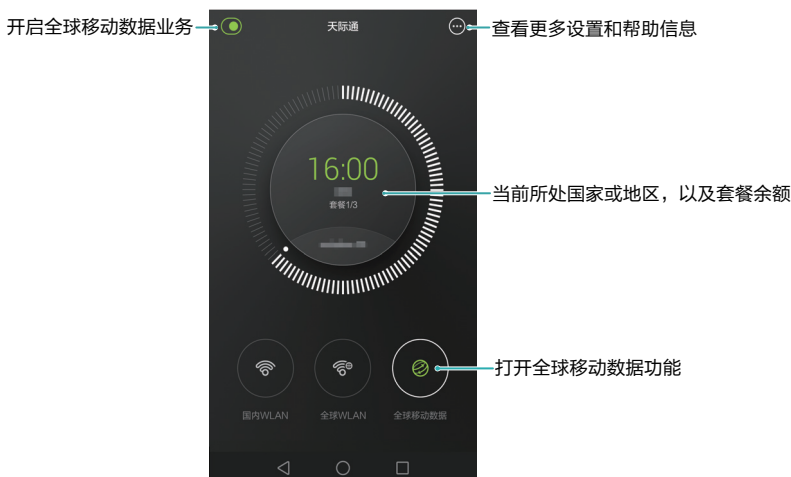 开启全球移动数据业务
天际通
查看更多设置和帮助信息
16:00
套餐1/3
当前所处国家或地区，以及套餐余额
打开全球移动数据功能
国内WLAN
全球WLAN
全球移动数据